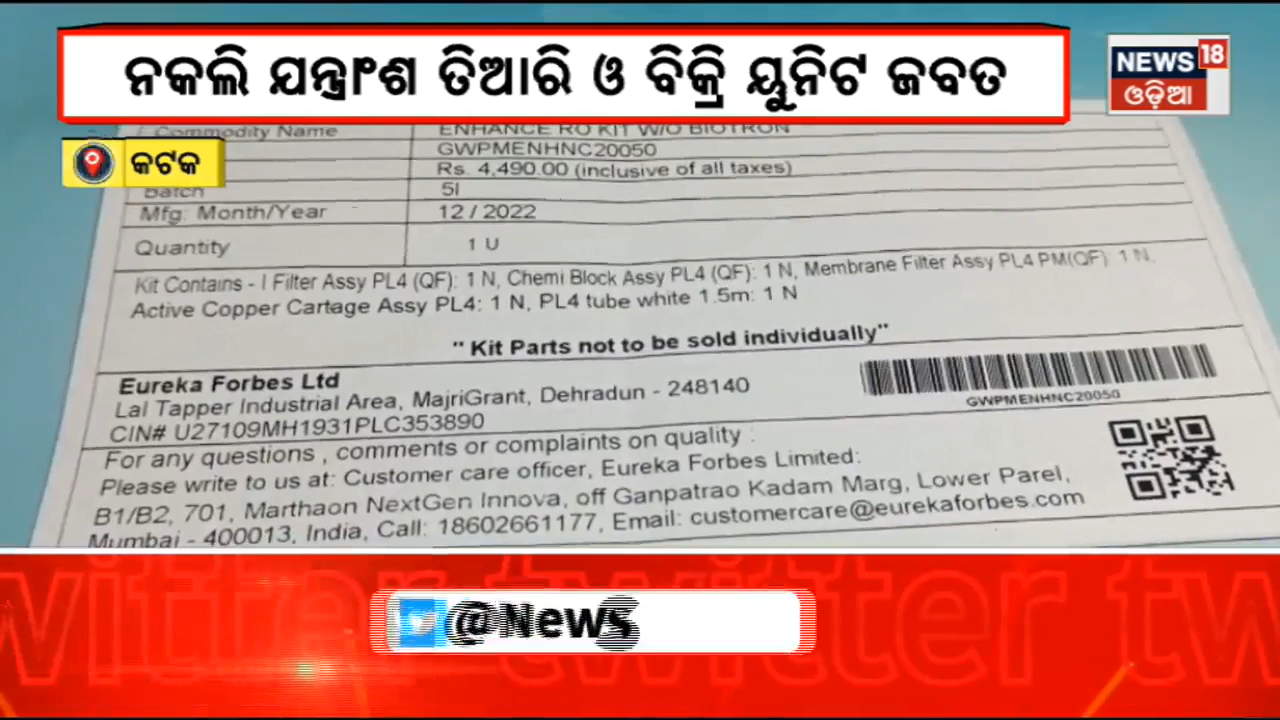 ନକଲି ଯନ୍ତ୍ରାଂଶ ତିଆରି ଓ ବିକ୍ରି ୟୁନିଟ ଜବତ
NEWS 18
ଓଡ଼ିଆ
କଟକ
Commodity Name ENHANCE RO KIT W/O BIOTRON
GWPMENHNC20050
Rs. 4,490.00 (inclusive of all taxes)
Batch 5I
Mfg: Month/Year 12 / 2022
Quantity 1 U
Kit Contains - I Filter Assy PL4 (QF): 1 N, Chemi Block Assy PL4 (QF): 1 N, Membrane Filter Assy PL4 PM(QF): 1 N,
Active Copper Cartage Assy PL4: 1 N, PL4 tube white 1.5m: 1 N
" Kit Parts not to be sold individually"
Eureka Forbes Ltd
Lal Tapper Industrial Area, MajriGrant, Dehradun - 248140
CIN# U27109MH1931PLC353890
GWPMENHNC20050
For any questions , comments or complaints on quality :
Please write to us at: Customer care officer, Eureka Forbes Limited:
B1/B2, 701, Marthaon NextGen Innova, off Ganpatrao Kadam Marg, Lower Parel,
Mumbai - 400013, India, Call: 18602661177, Email: customercare@eurekaforbes.com
witter twitter tw
@News